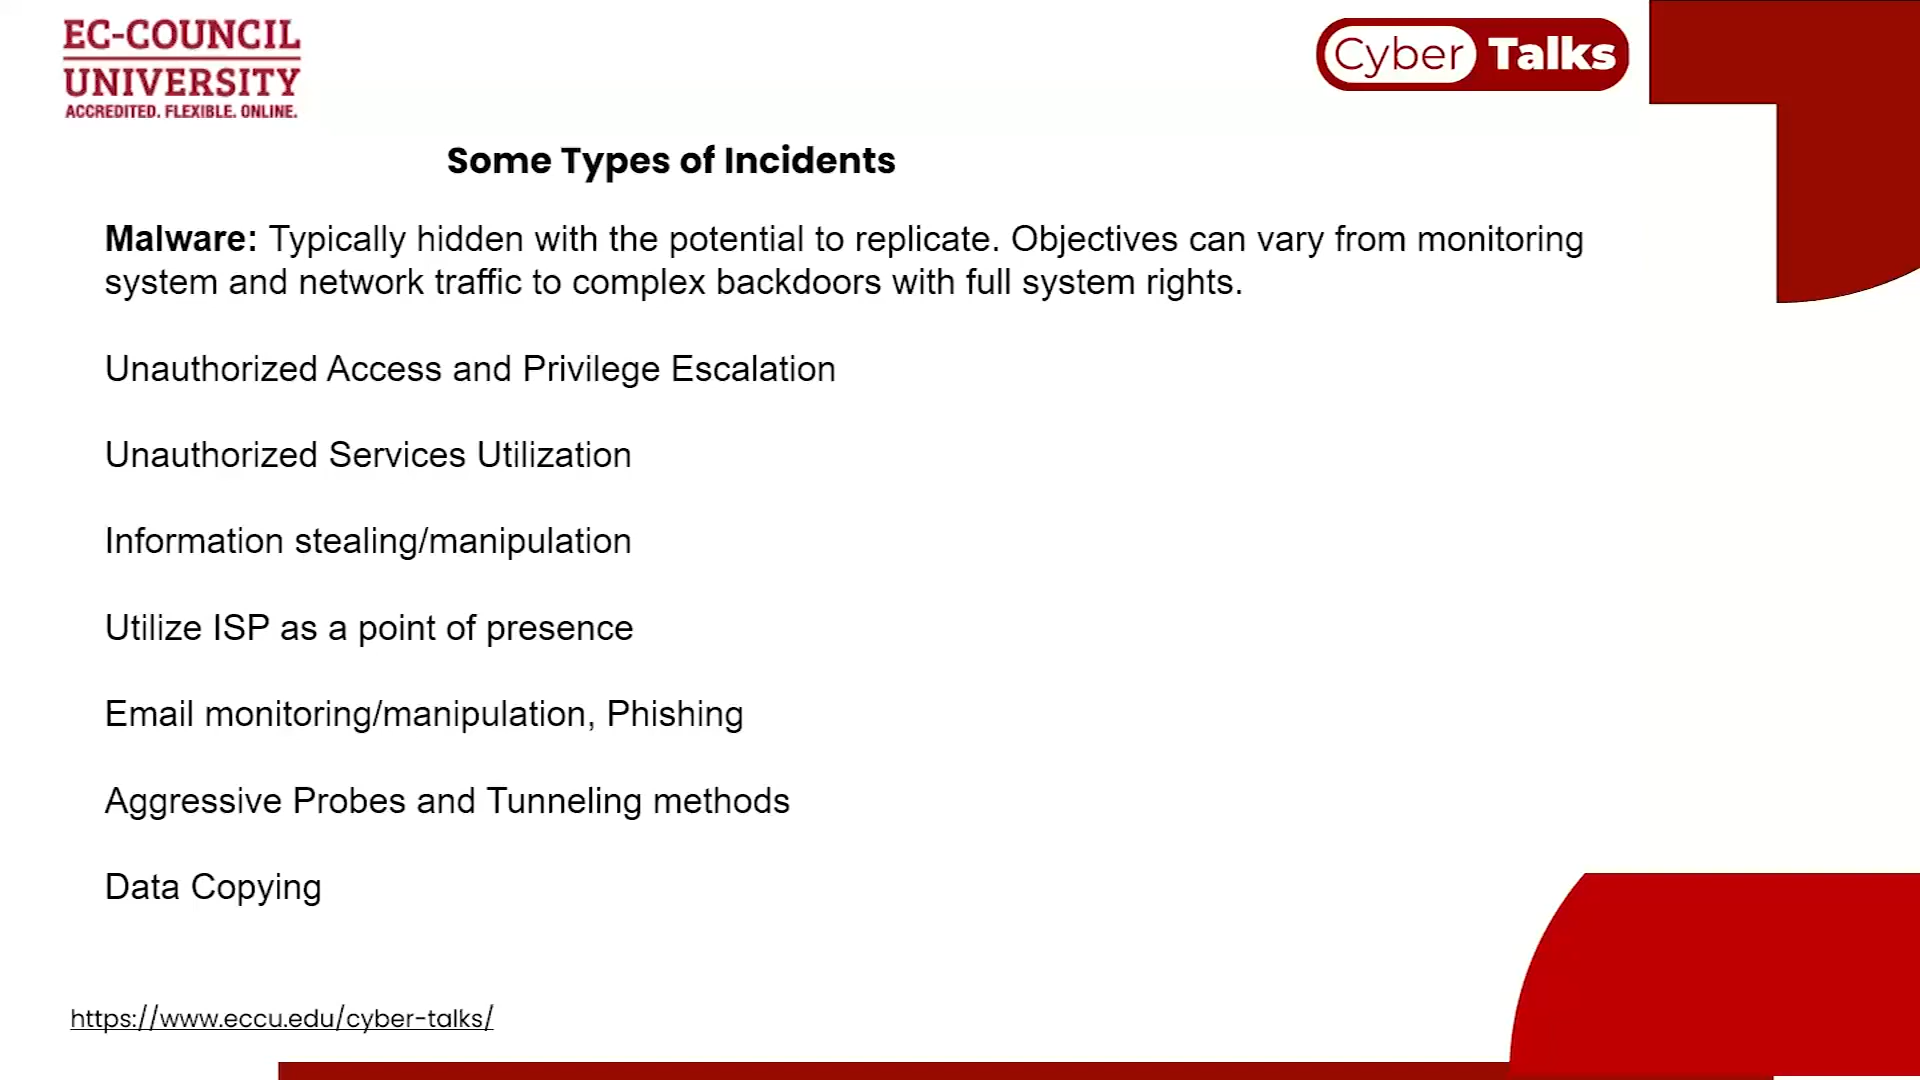 EC-COUNCIL
UNIVERSITY
ACCREDITED. FLEXIBLE. ONLINE.
Cyber Talks
Some Types of Incidents
Malware: Typically hidden with the potential to replicate. Objectives can vary from monitoring
system and network traffic to complex backdoors with full system rights.
Unauthorized Access and Privilege Escalation
Unauthorized Services Utilization
Information stealing/manipulation
Utilize ISP as a point of presence
Email monitoring/manipulation, Phishing
Aggressive Probes and Tunneling methods
Data Copying
https://www.eccu.edu/cyber-talks/